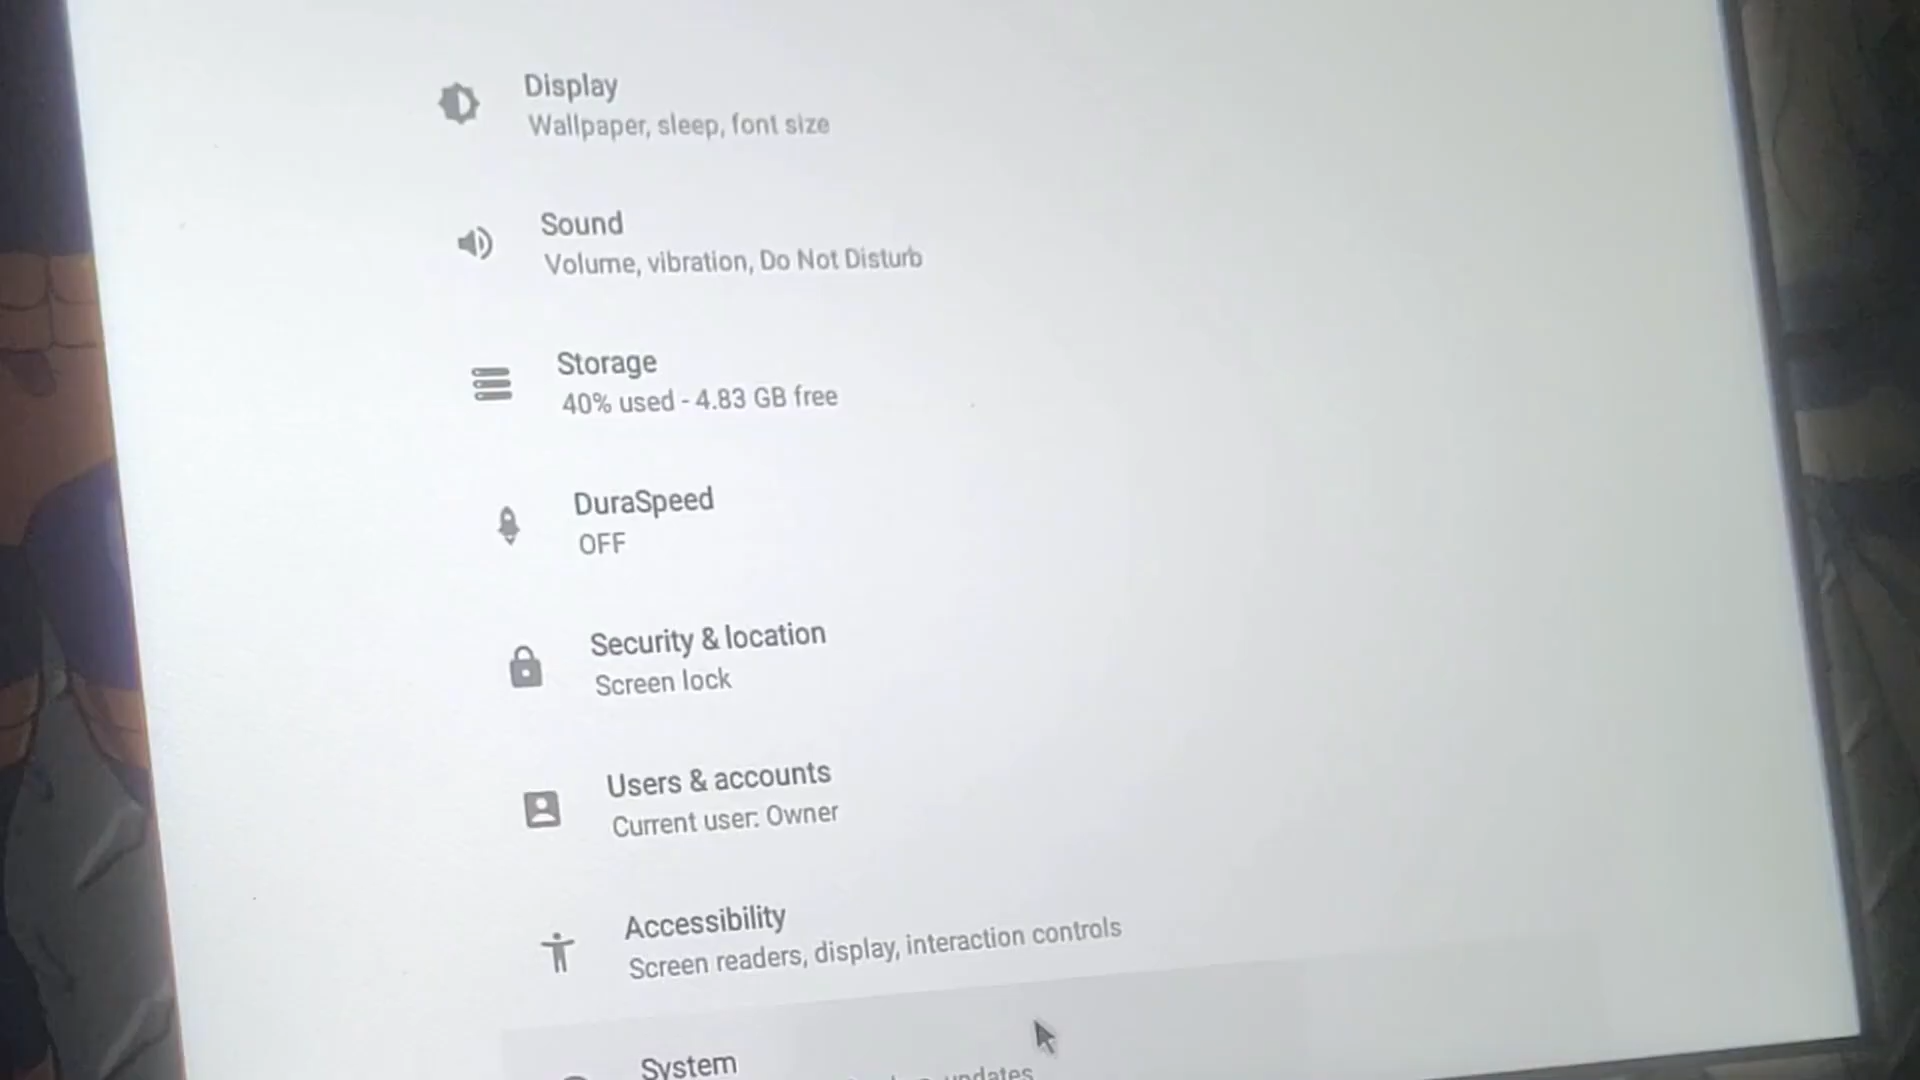 Display
Wallpaper, sleep, font size
Sound
Volume, vibration, Do Not Disturb
Storage
40% used - 4.83 GB free
DuraSpeed
OFF
Security & location
Screen lock
Users & accounts
Current user: Owner
Accessibility
Screen readers, display, interaction controls
System
updates